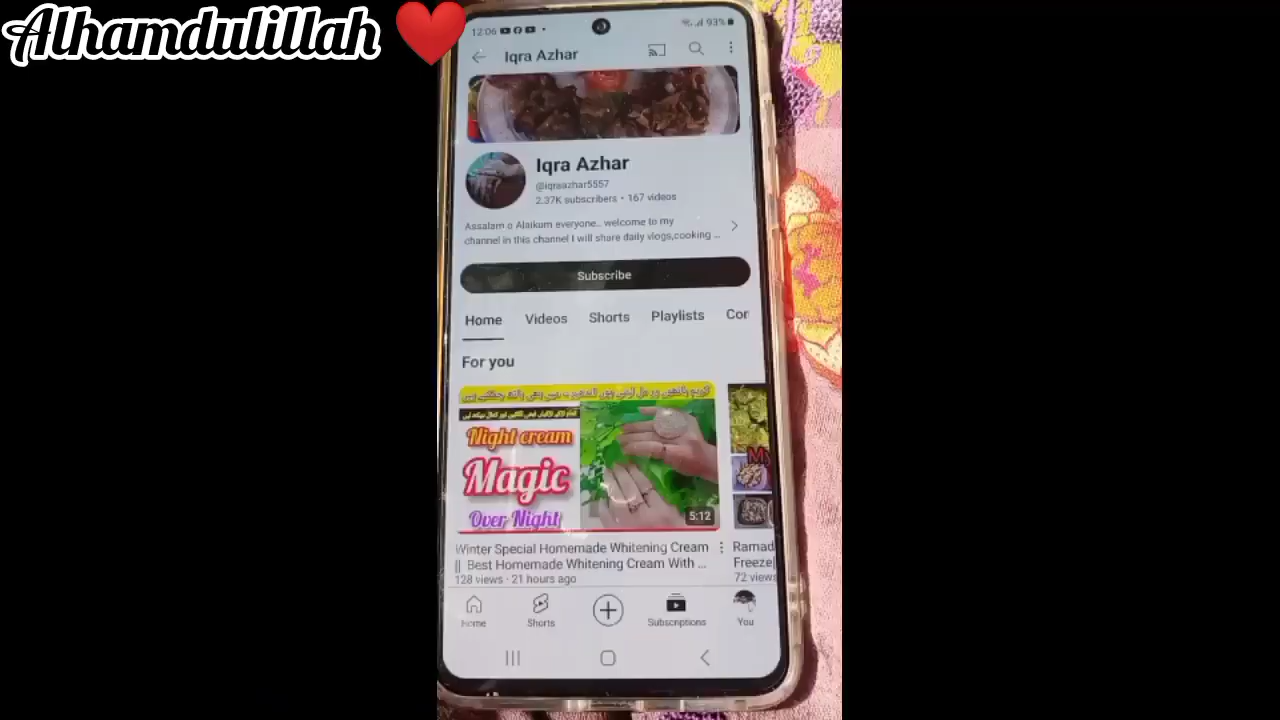 Alhamdulillah ❤️
12:06
93%
Iqra Azhar
Iqra Azhar
@iqraazhar5557
2.37K subscribers • 167 videos
Assalam o Alaikum everyone.. welcome to my
channel in this channel I will share daily vlogs,cooking ...
Subscribe
Home Videos Shorts Playlists Cor
For you
Night cream
Magic
Over Night
5:12
My
Winter Special Homemade Whitening Cream
|| Best Homemade Whitening Cream With ...
128 views · 21 hours ago
Ramad
Freeze|
72 views
Home Shorts Subscriptions You